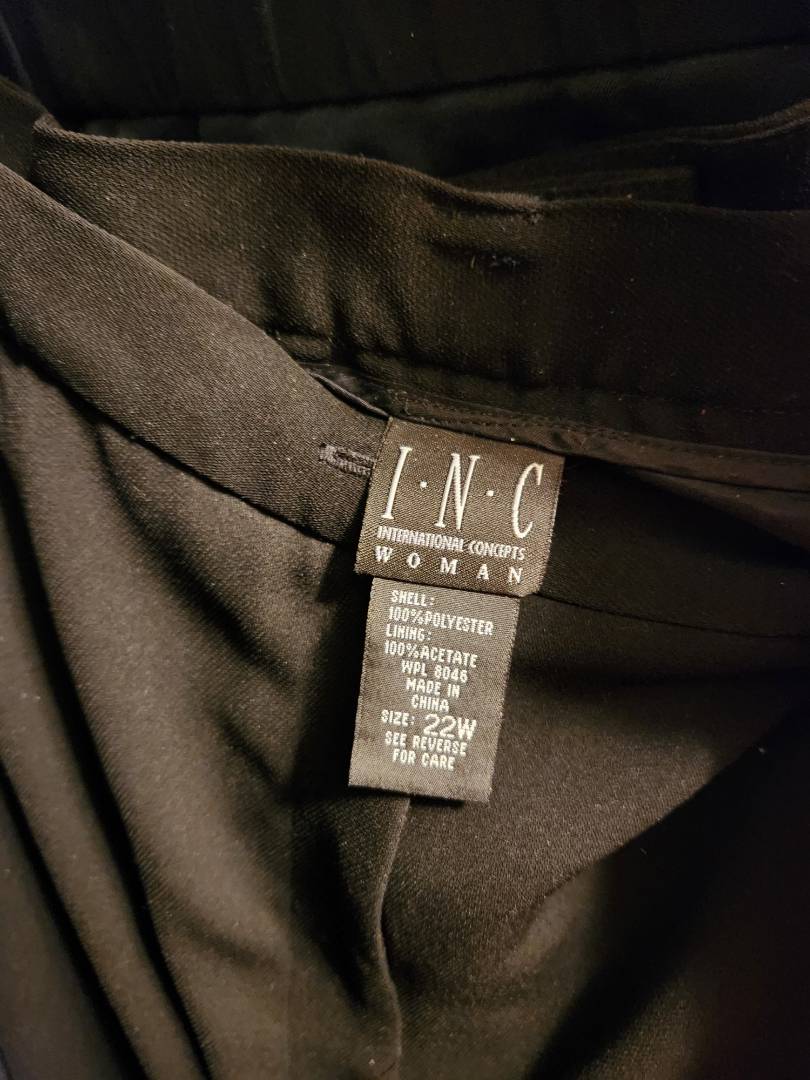 I·N·C
INTERNATIONAL CONCEPTS
WOMAN
SHELL:
100%POLYESTER
LINING:
100%ACETATE
WPL 8046
MADE IN
CHINA
SIZE: 22W
SEE REVERSE
FOR CARE